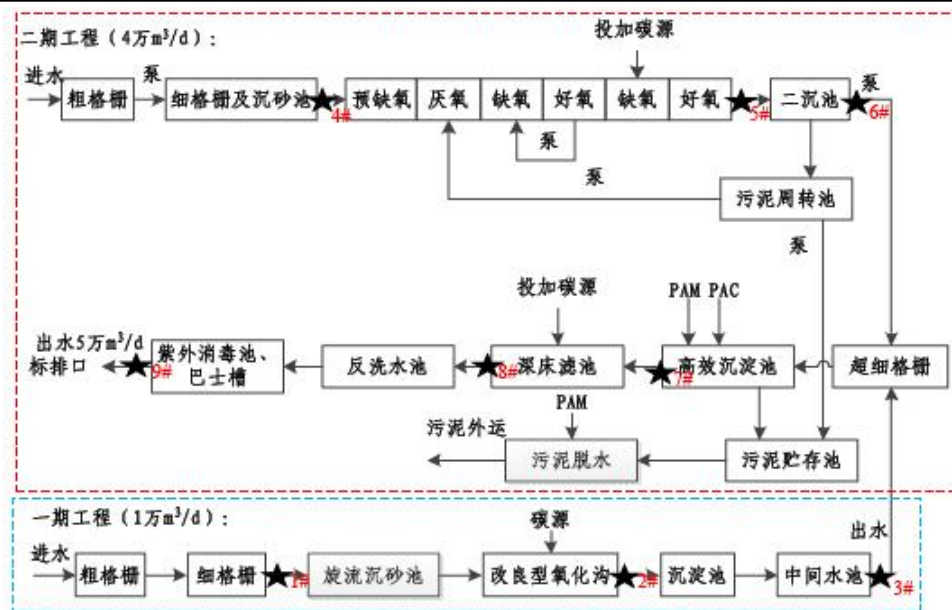 二期工程（4万m³/d）：
投加碳源
进水
泵
泵
粗格栅
细格栅及沉砂池
预缺氧
厌氧
缺氧
好氧
缺氧
好氧
二沉池
4#
5#
6#
泵
泵
污泥周转池
泵
投加碳源
PAM PAC
出水5万m³/d
标排口
紫外消毒池、
巴士槽
反洗水池
深床滤池
高效沉淀池
超细格栅
9#
8#
7#
PAM
污泥外运
污泥脱水
污泥贮存池
一期工程（1万m³/d）：
碳源
出水
进水
粗格栅
细格栅
旋流沉砂池
改良型氧化沟
沉淀池
中间水池
1#
2#
3#